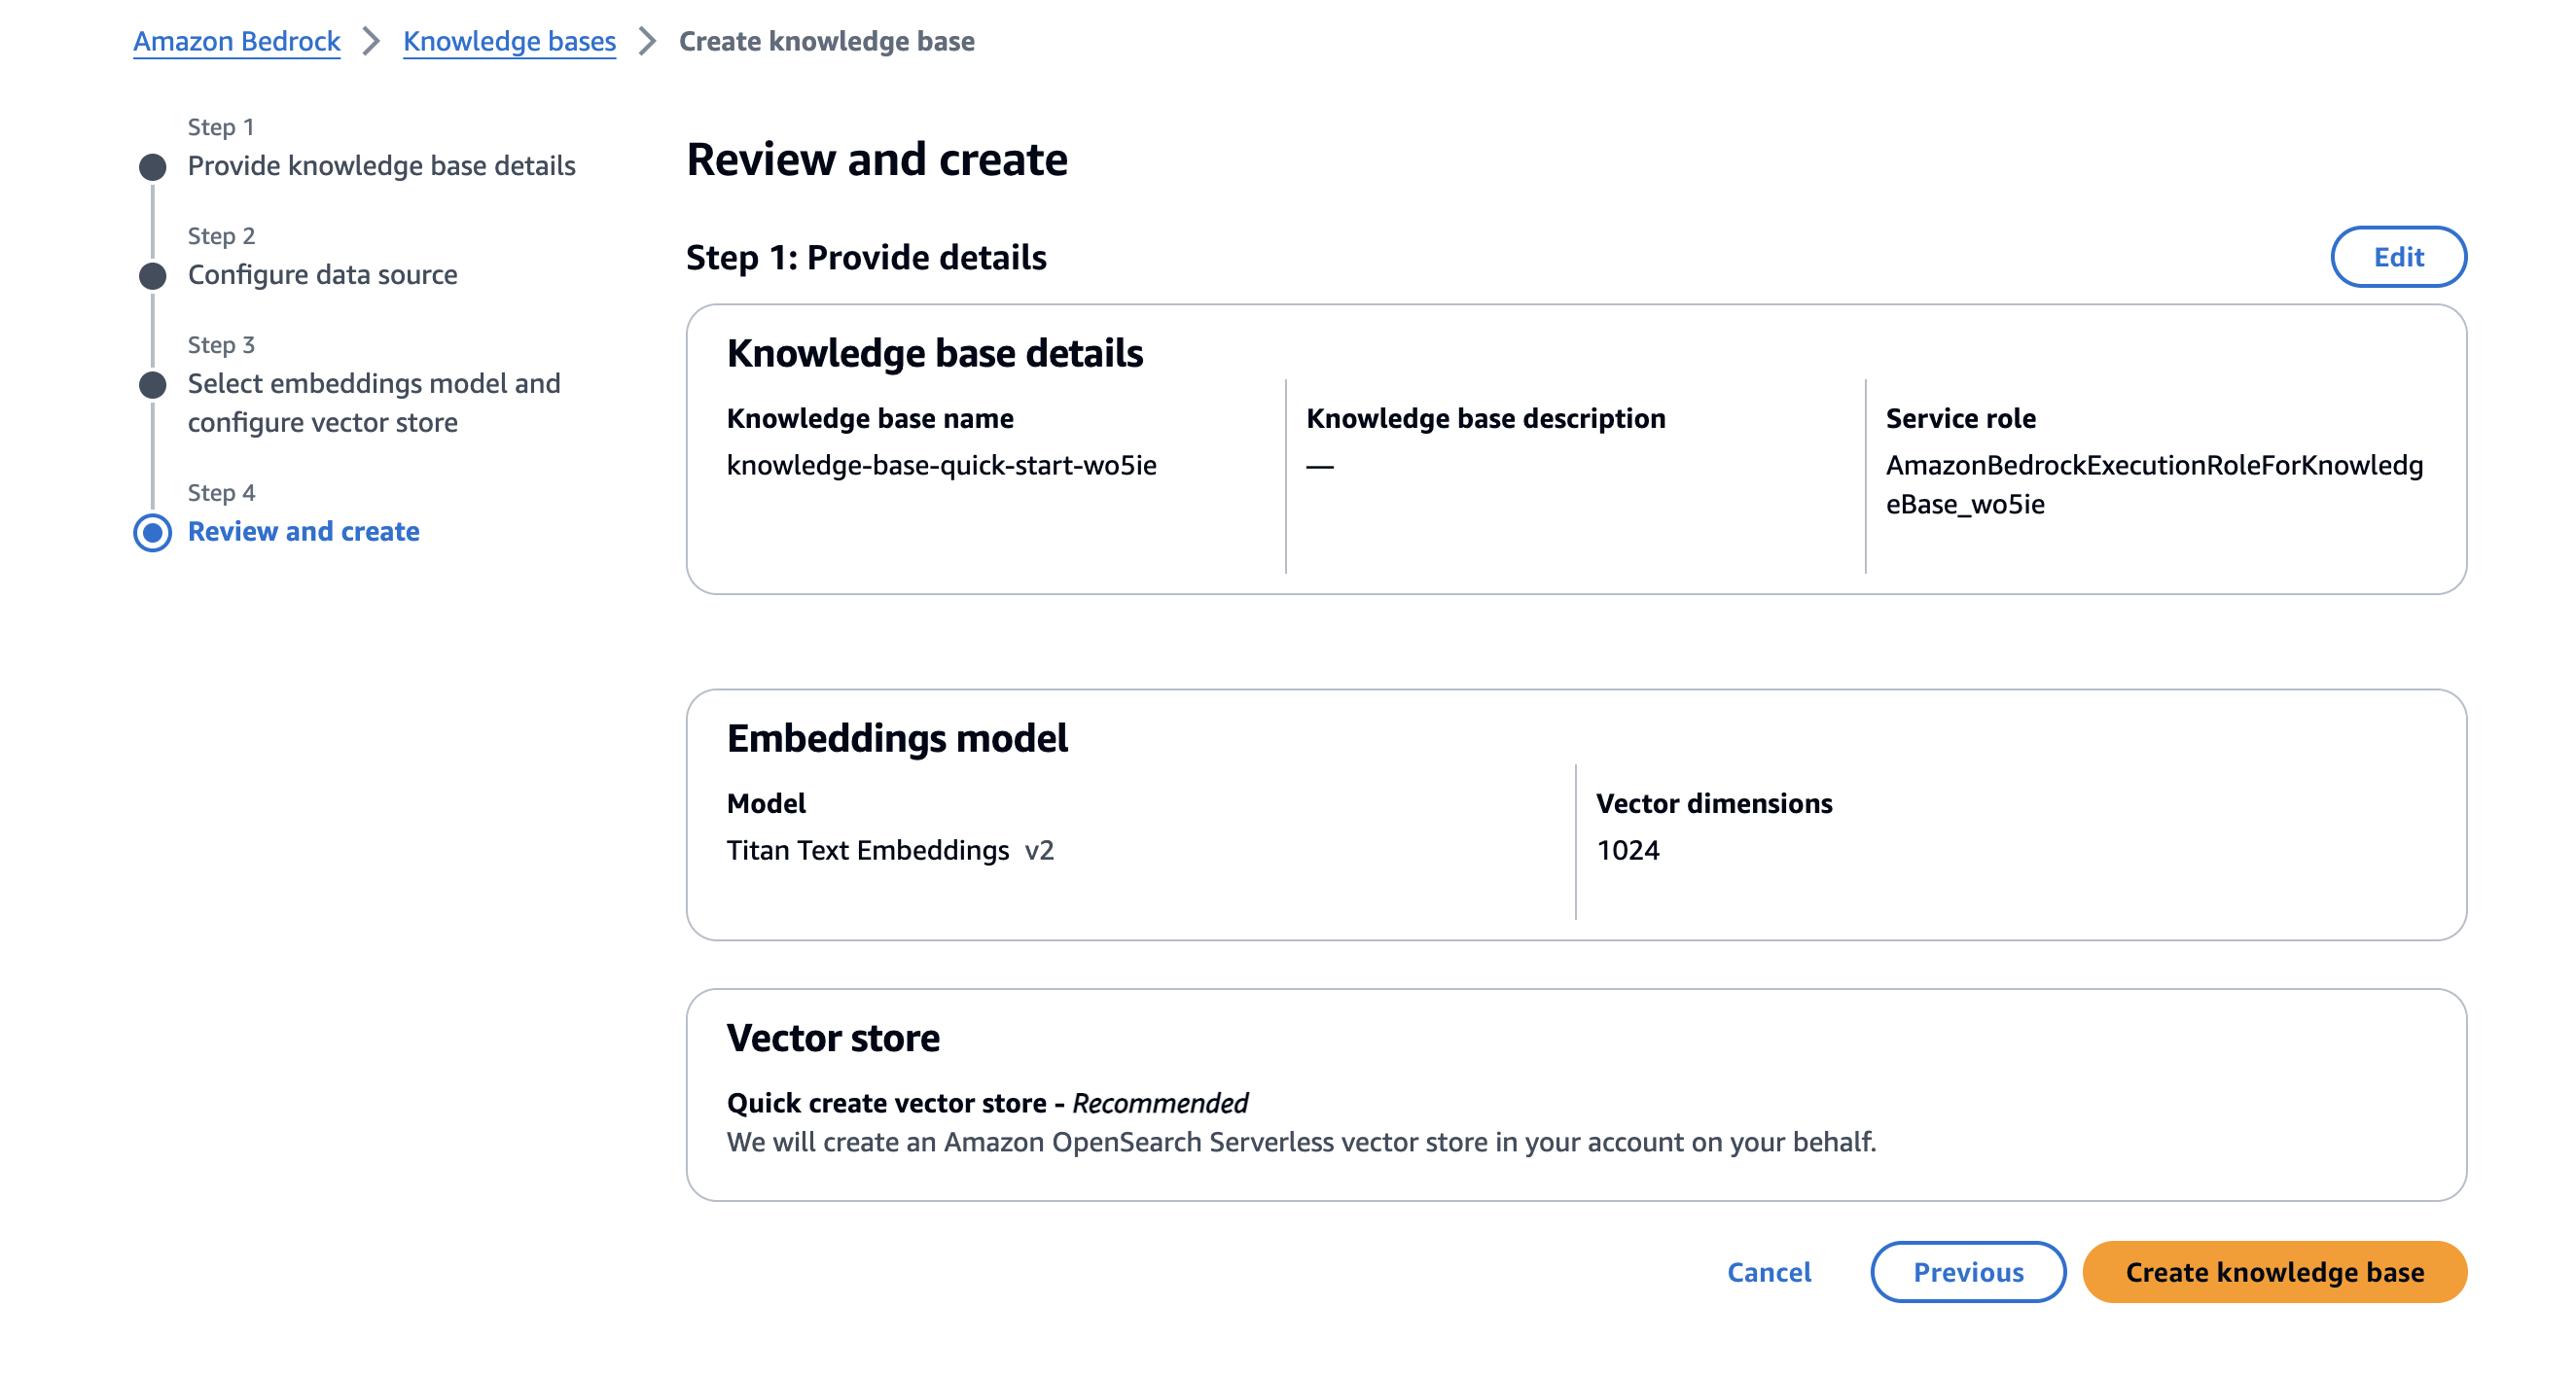 Amazon Bedrock > Knowledge bases > Create knowledge base
Step 1
Provide knowledge base details
Step 2
Configure data source
Step 3
Select embeddings model and
configure vector store
Step 4
Review and create
Review and create
Step 1: Provide details
Edit
Knowledge base details
Knowledge base name
knowledge-base-quick-start-wo5ie
Knowledge base description
—
Service role
AmazonBedrockExecutionRoleForKnowledg
eBase_wo5ie
Embeddings model
Model
Titan Text Embeddings v2
Vector dimensions
1024
Vector store
Quick create vector store - Recommended
We will create an Amazon OpenSearch Serverless vector store in your account on your behalf.
Cancel
Previous
Create knowledge base